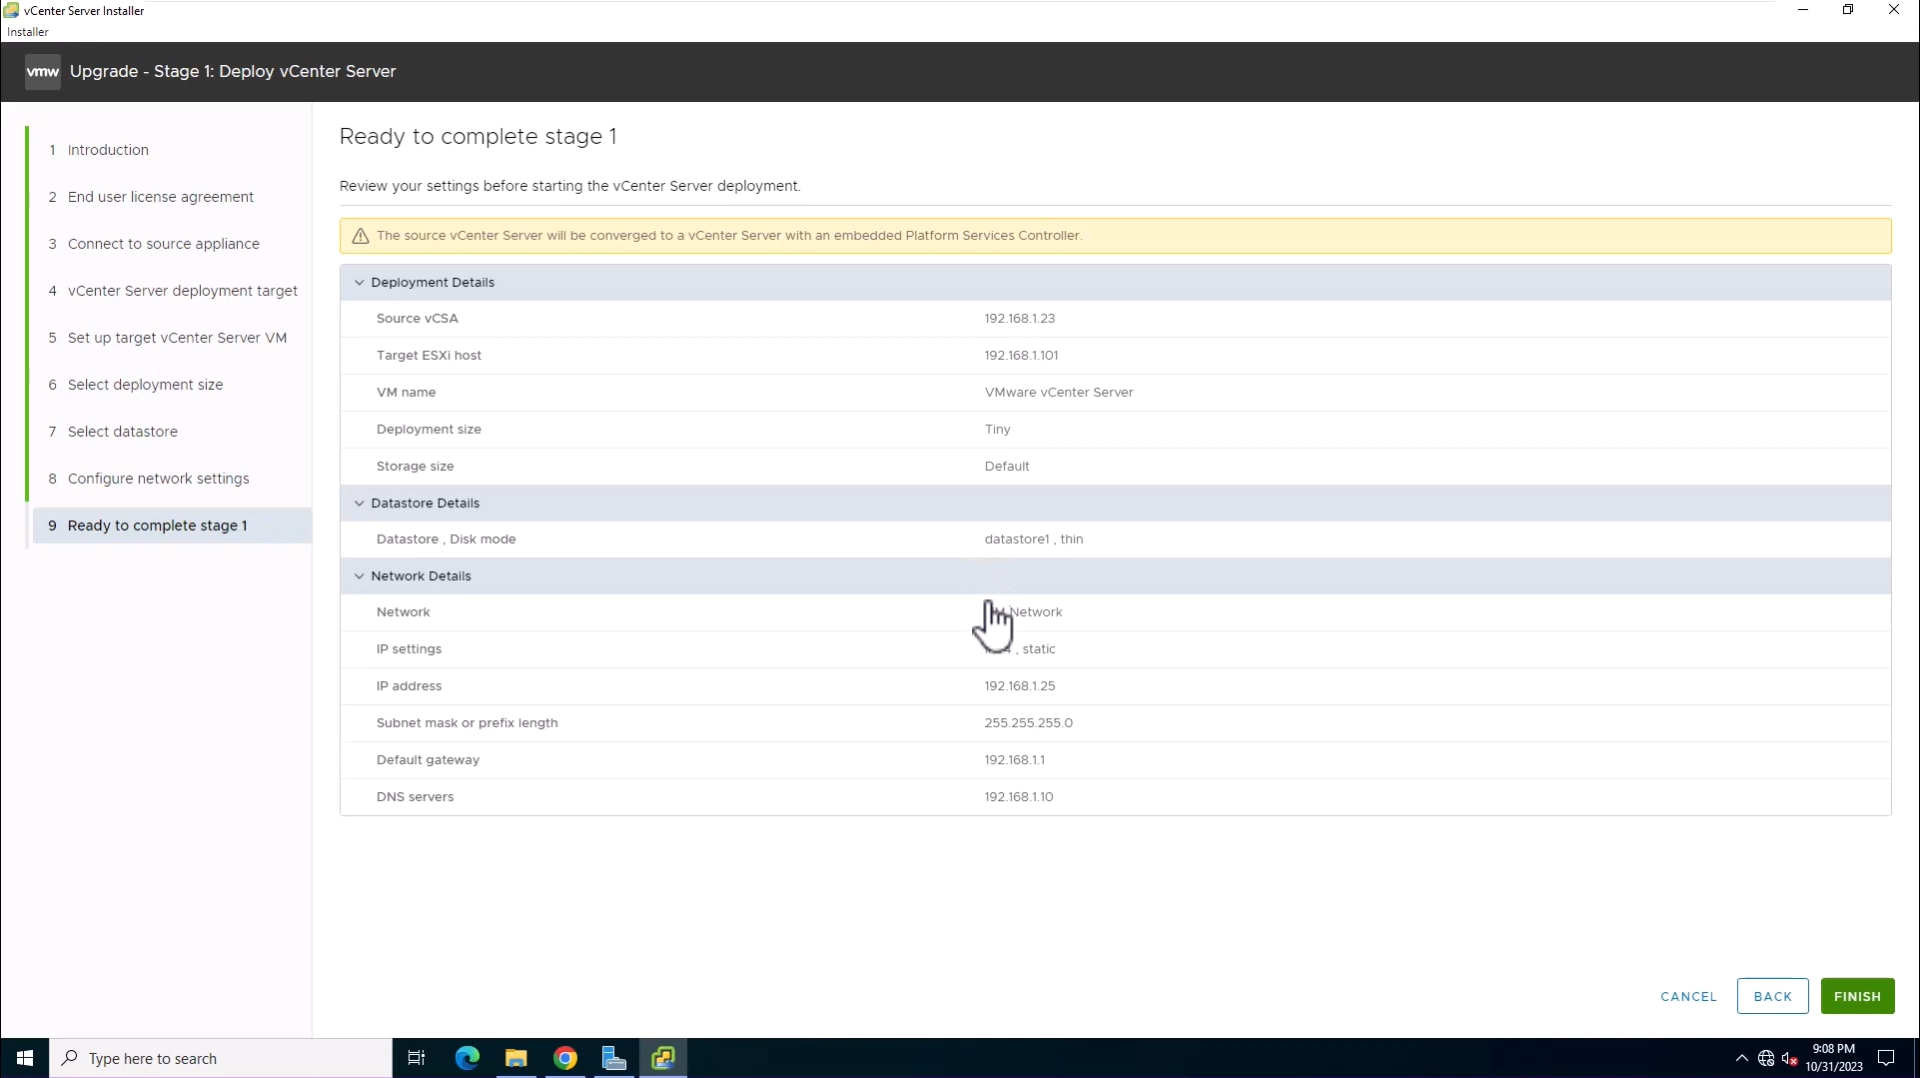 vCenter Server Installer
Installer
vmw Upgrade - Stage 1: Deploy vCenter Server
1 Introduction
2 End user license agreement
3 Connect to source appliance
4 vCenter Server deployment target
5 Set up target vCenter Server VM
6 Select deployment size
7 Select datastore
8 Configure network settings
9 Ready to complete stage 1
Ready to complete stage 1
Review your settings before starting the vCenter Server deployment.
The source vCenter Server will be converged to a vCenter Server with an embedded Platform Services Controller.
Deployment Details
Source vCSA 192.168.1.23
Target ESXi host 192.168.1.101
VM name VMware vCenter Server
Deployment size Tiny
Storage size Default
Datastore Details
Datastore , Disk mode datastore1 , thin
Network Details
Network Network
IP settings , static
IP address 192.168.1.25
Subnet mask or prefix length 255.255.255.0
Default gateway 192.168.1.1
DNS servers 192.168.1.10
CANCEL BACK FINISH
Type here to search
9:08 PM
10/31/2023